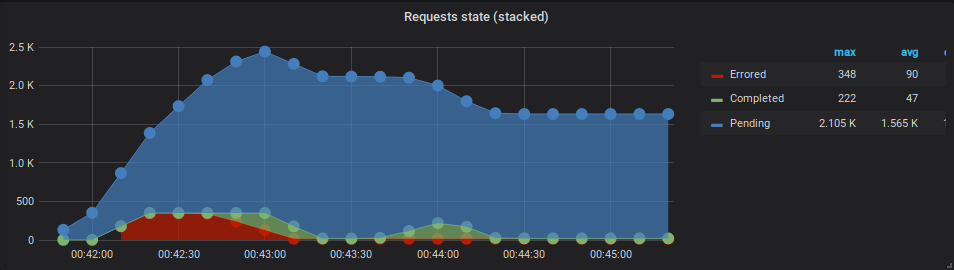 Requests state (stacked)
2.5 K
2.0 K
1.5 K
1.0 K
500
0
00:42:00 00:42:30 00:43:00 00:43:30 00:44:00 00:44:30 00:45:00
max avg
Errored 348 90
Completed 222 47
Pending 2.105 K 1.565 K